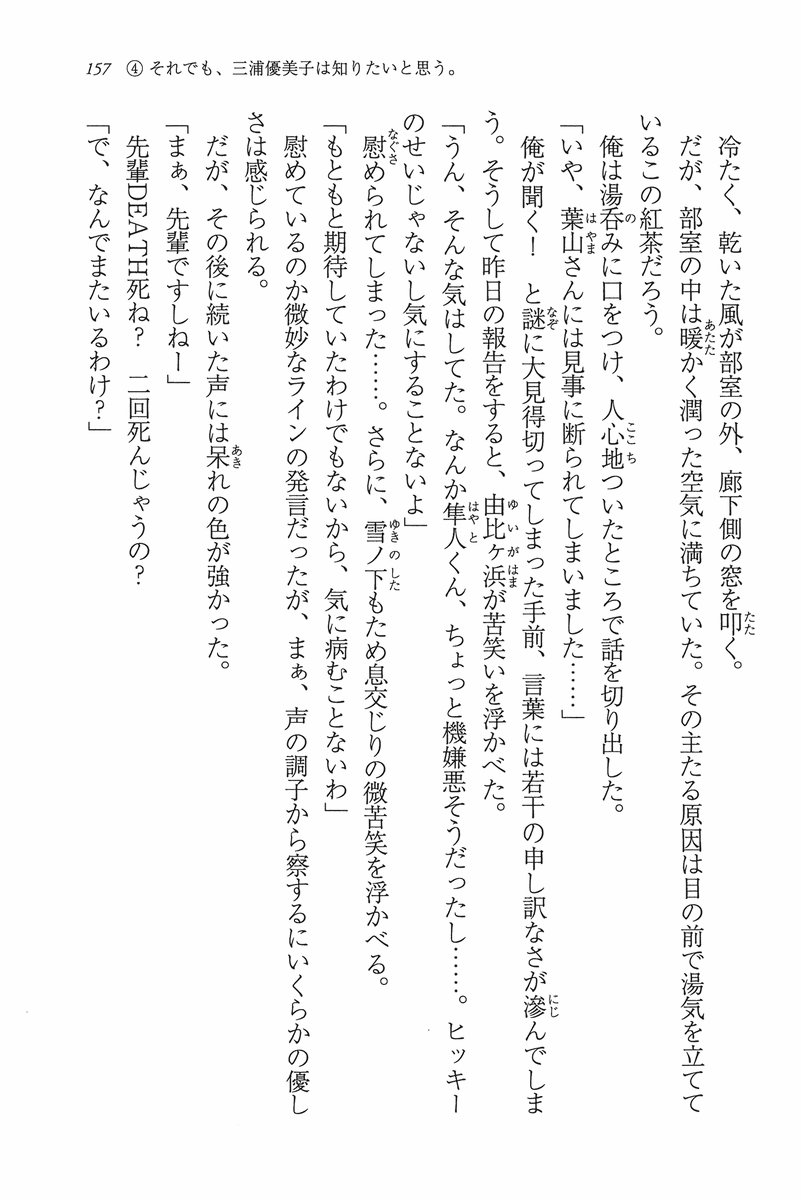 157 ④ それでも、三浦優美子は知りたいと思う。
冷たく、乾いた風が部室の外、廊下側の窓を叩く。
だが、部室の中は暖かく潤った空気に満ちていた。その主たる原因は目の前で湯気を立てて
いるこの紅茶だろう。
俺は湯呑みに口をつけ、人心地ついたところで話を切り出した。
「いや、葉山さんには見事に断られてしまいました……」
俺が聞く！　と謎に大見得切ってしまった手前、言葉には若干の申し訳なさが滲んでしま
う。そうして昨日の報告をすると、由比ヶ浜が苦笑いを浮かべた。
「うん、そんな気はしてた。なんか隼人くん、ちょっと機嫌悪そうだったし……。ヒッキー
のせいじゃないし気にすることないよ」
慰められてしまった……。さらに、雪ノ下もため息交じりの微苦笑を浮かべる。
「もともと期待していたわけでもないから、気に病むことないわ」
慰めているのか微妙なラインの発言だったが、まぁ、声の調子から察するにいくらかの優し
さは感じられる。
だが、その後に続いた声には呆れの色が強かった。
「まぁ、先輩ですしねー」
先輩DEATH死ね？　二回死んじゃうの？
「で、なんでまたいるわけ？」